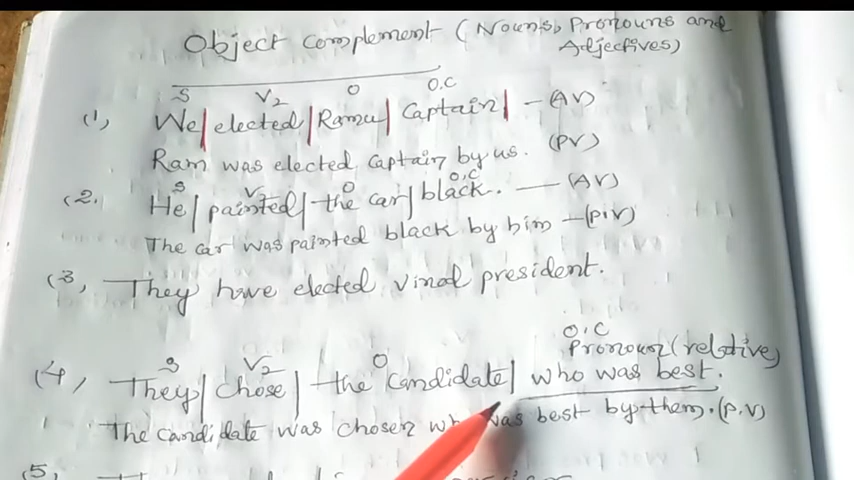 Object Complement (Nouns, Pronouns and
Adjectives)
S V2 O O.C
(1, We| elected |Ramu| Captain| - (AV)
Ram was elected Captain by us. (PV)
S V O O.C
(2. He| painted| the car| black. - (AV)
The car was painted black by him - (P.V)
(3, They have elected Vinod president.
O.C
S V2 O Pronoun (relative)
(4, They| Chose| the candidate| who was best.
The candidate was chosen was best by them. (P.V)
(5,